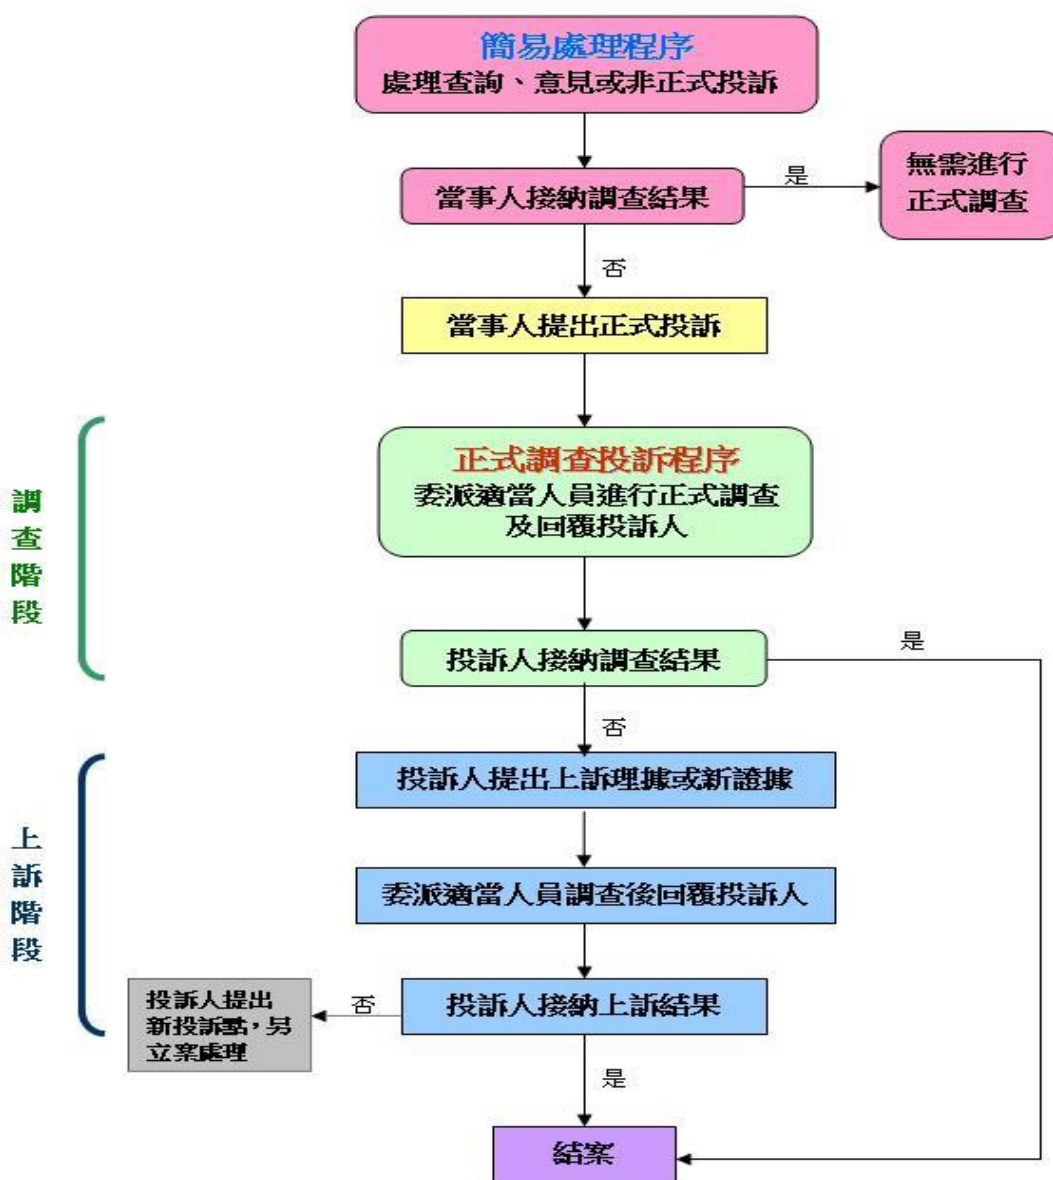 簡易處理程序
處理查詢、意見或非正式投訴
當事人接納調查結果
是
無需進行
正式調查
否
當事人提出正式投訴
調查階段
正式調查投訴程序
委派適當人員進行正式調查
及回覆投訴人
投訴人接納調查結果
是
否
上訴階段
投訴人提出上訴理據或新證據
委派適當人員調查後回覆投訴人
投訴人接納上訴結果
否
投訴人提出
新投訴點，另
立案處理
是
結案